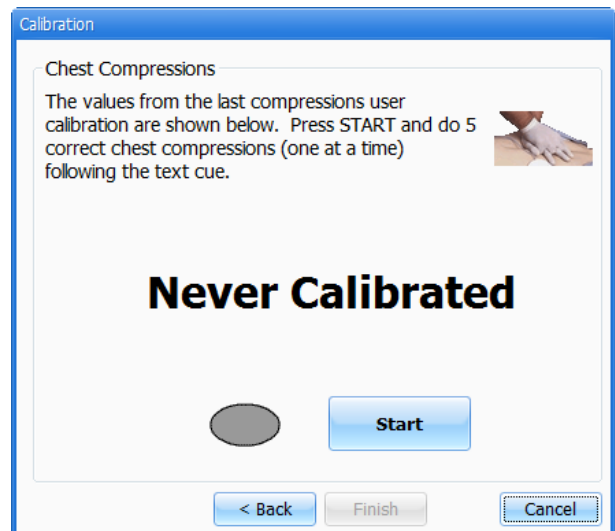 Calibration
Chest Compressions
The values from the last compressions user
calibration are shown below.  Press START and do 5
correct chest compressions (one at a time)
following the text cue.
Never Calibrated
Start
< Back
Finish
Cancel